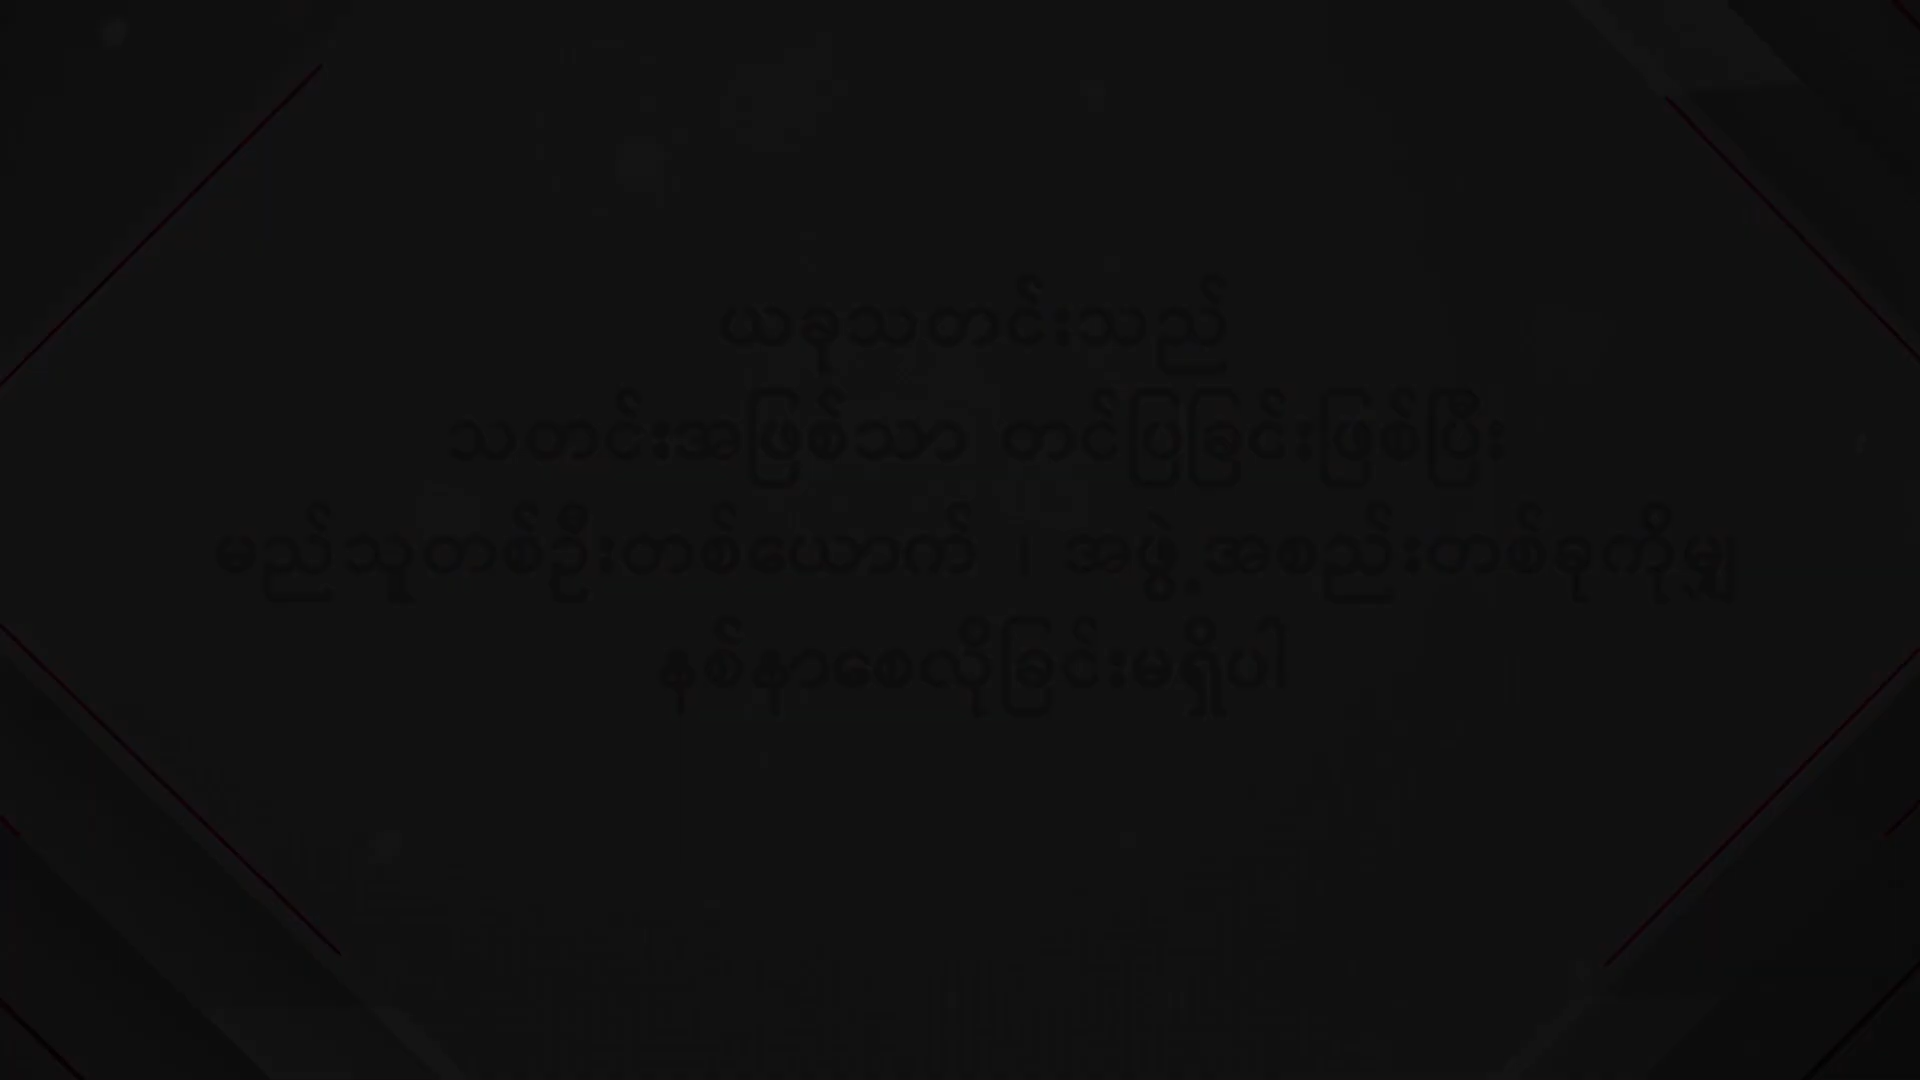 ယခုသတင်းသည်
သတင်းအဖြစ်သာ တင်ပြခြင်းဖြစ်ပြီး
မည်သူတစ်ဦးတစ်ယောက် ၊ အဖွဲ့အစည်းတစ်ခုကိုမျှ
နစ်နာစေလိုခြင်းမရှိပါ